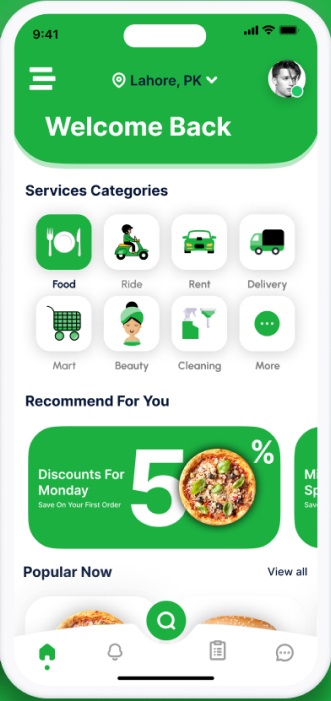 9:41
Lahore, PK
Welcome Back
Services Categories
Food Ride Rent Delivery
Mart Beauty Cleaning More
Recommend For You
Discounts For
Monday
Save On Your First Order
5
%
Mi
Sp
Popular Now View all